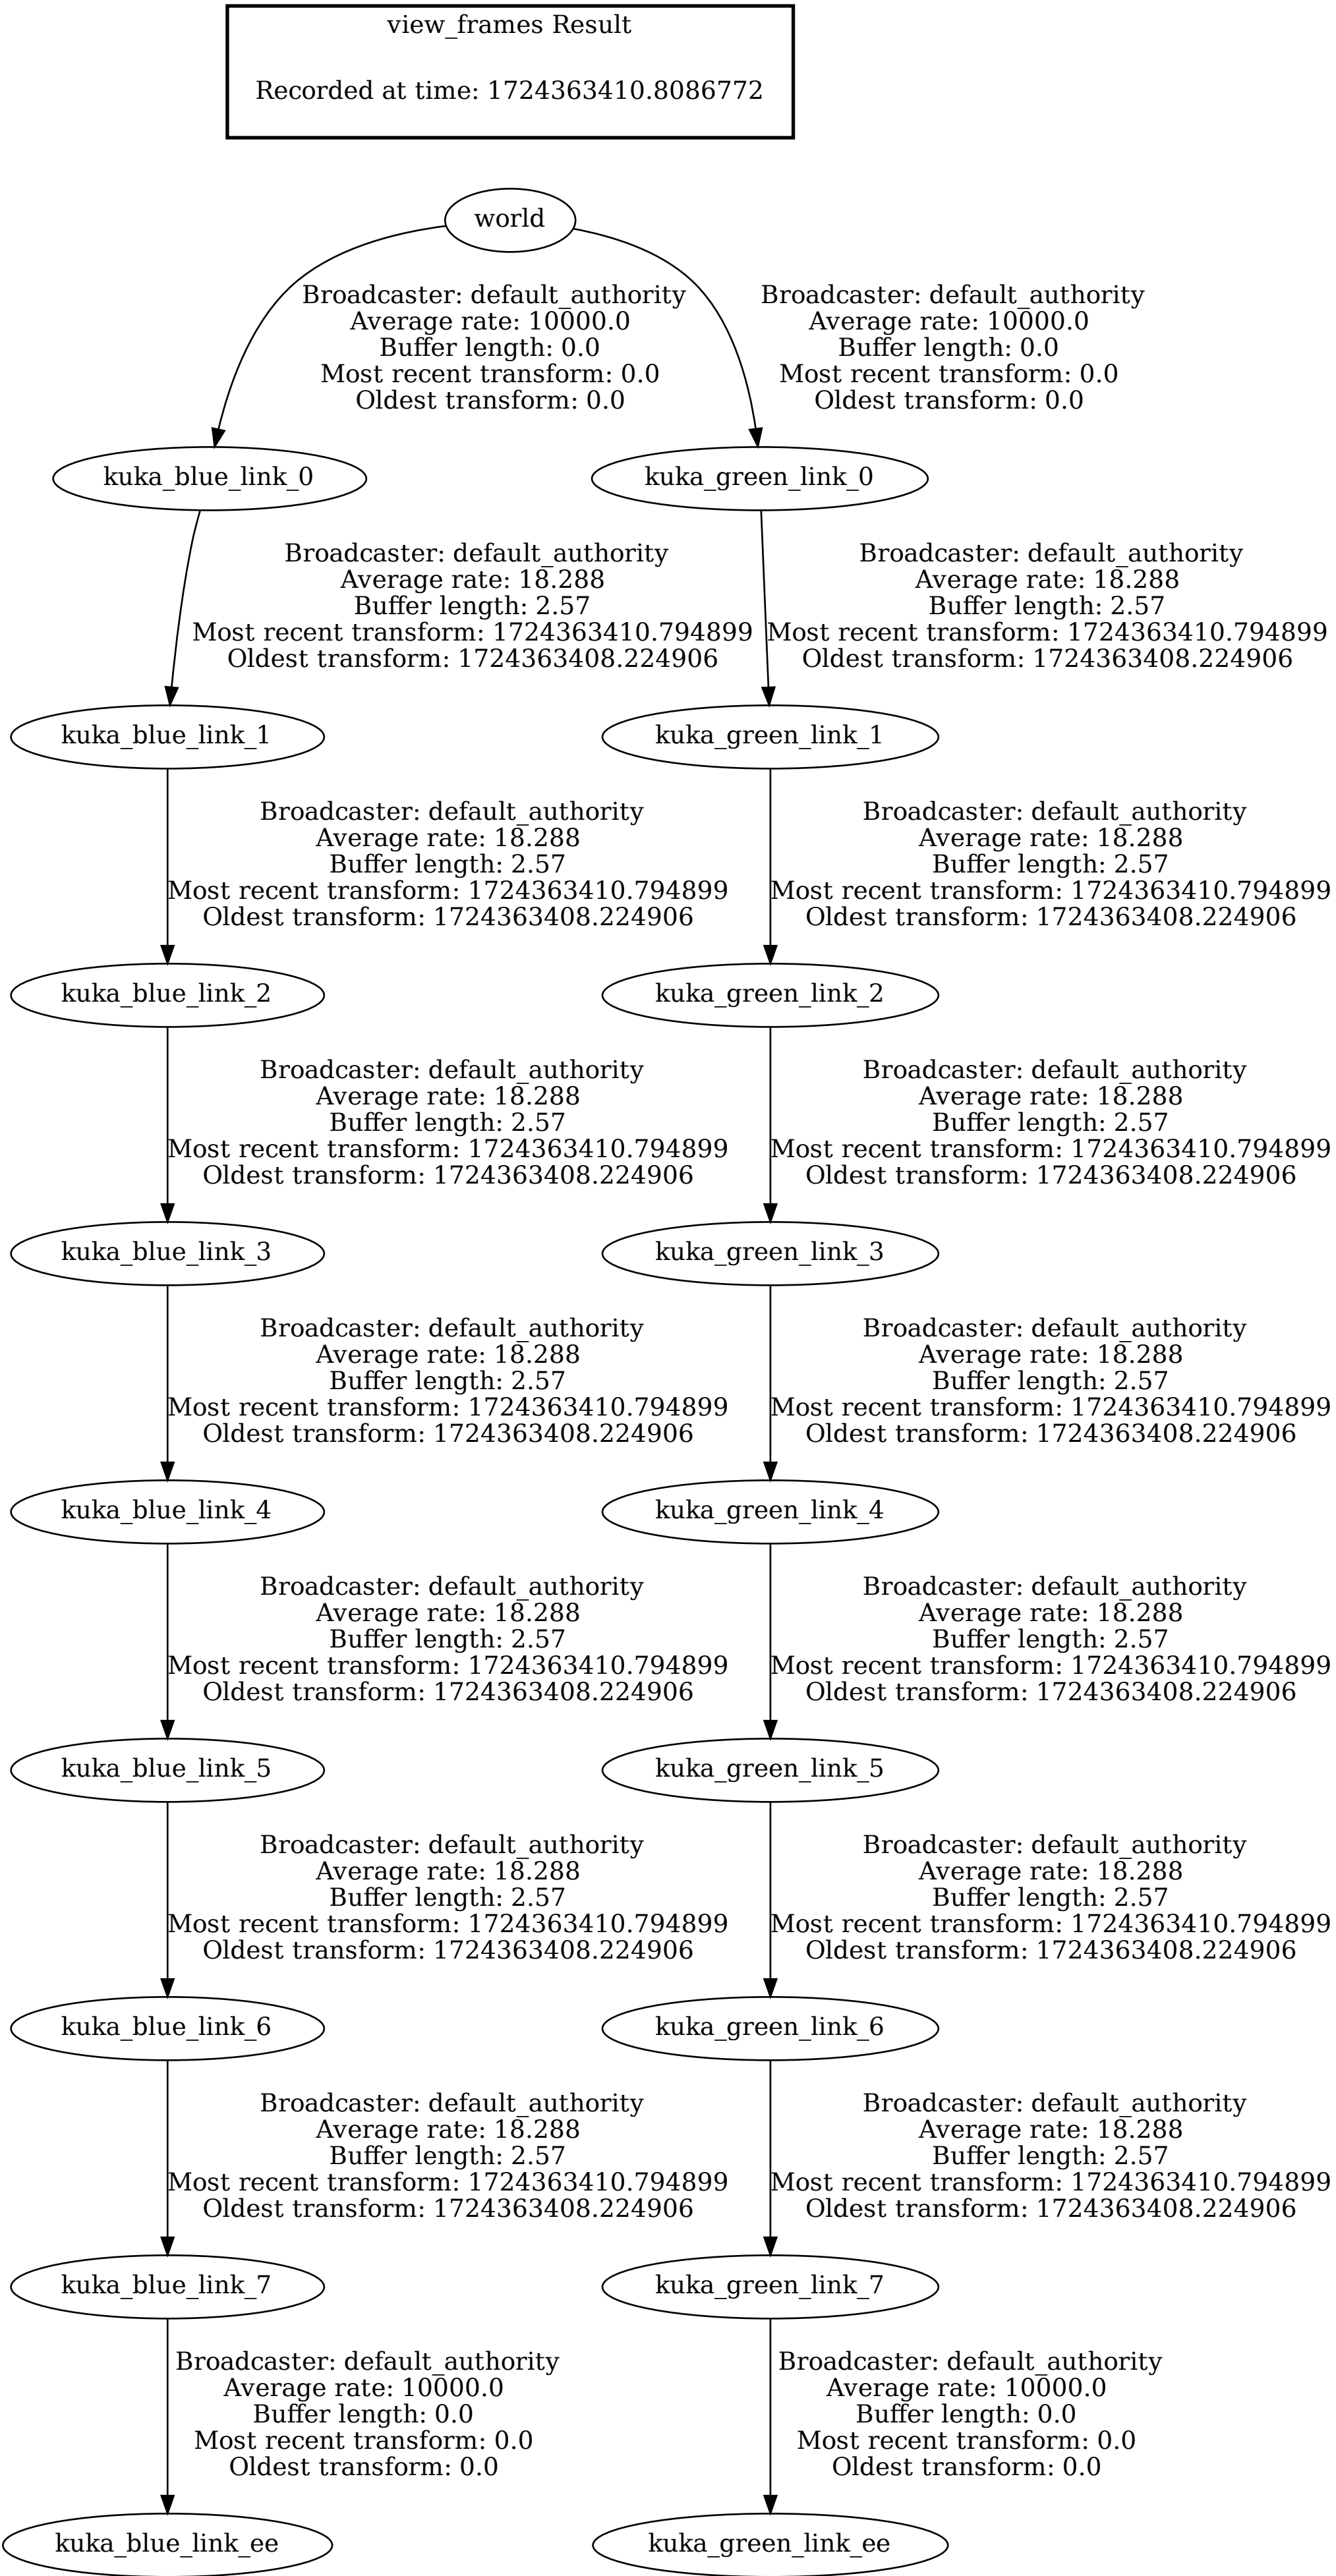 view_frames Result
Recorded at time: 1724363410.8086772
world
Broadcaster: default_authority
Average rate: 10000.0
Buffer length: 0.0
Most recent transform: 0.0
Oldest transform: 0.0
Broadcaster: default_authority
Average rate: 10000.0
Buffer length: 0.0
Most recent transform: 0.0
Oldest transform: 0.0
kuka_blue_link_0
kuka_green_link_0
Broadcaster: default_authority
Average rate: 18.288
Buffer length: 2.57
Most recent transform: 1724363410.794899
Oldest transform: 1724363408.224906
Broadcaster: default_authority
Average rate: 18.288
Buffer length: 2.57
Most recent transform: 1724363410.794899
Oldest transform: 1724363408.224906
kuka_blue_link_1
kuka_green_link_1
Broadcaster: default_authority
Average rate: 18.288
Buffer length: 2.57
Most recent transform: 1724363410.794899
Oldest transform: 1724363408.224906
Broadcaster: default_authority
Average rate: 18.288
Buffer length: 2.57
Most recent transform: 1724363410.794899
Oldest transform: 1724363408.224906
kuka_blue_link_2
kuka_green_link_2
Broadcaster: default_authority
Average rate: 18.288
Buffer length: 2.57
Most recent transform: 1724363410.794899
Oldest transform: 1724363408.224906
Broadcaster: default_authority
Average rate: 18.288
Buffer length: 2.57
Most recent transform: 1724363410.794899
Oldest transform: 1724363408.224906
kuka_blue_link_3
kuka_green_link_3
Broadcaster: default_authority
Average rate: 18.288
Buffer length: 2.57
Most recent transform: 1724363410.794899
Oldest transform: 1724363408.224906
Broadcaster: default_authority
Average rate: 18.288
Buffer length: 2.57
Most recent transform: 1724363410.794899
Oldest transform: 1724363408.224906
kuka_blue_link_4
kuka_green_link_4
Broadcaster: default_authority
Average rate: 18.288
Buffer length: 2.57
Most recent transform: 1724363410.794899
Oldest transform: 1724363408.224906
Broadcaster: default_authority
Average rate: 18.288
Buffer length: 2.57
Most recent transform: 1724363410.794899
Oldest transform: 1724363408.224906
kuka_blue_link_5
kuka_green_link_5
Broadcaster: default_authority
Average rate: 18.288
Buffer length: 2.57
Most recent transform: 1724363410.794899
Oldest transform: 1724363408.224906
Broadcaster: default_authority
Average rate: 18.288
Buffer length: 2.57
Most recent transform: 1724363410.794899
Oldest transform: 1724363408.224906
kuka_blue_link_6
kuka_green_link_6
Broadcaster: default_authority
Average rate: 18.288
Buffer length: 2.57
Most recent transform: 1724363410.794899
Oldest transform: 1724363408.224906
Broadcaster: default_authority
Average rate: 18.288
Buffer length: 2.57
Most recent transform: 1724363410.794899
Oldest transform: 1724363408.224906
kuka_blue_link_7
kuka_green_link_7
Broadcaster: default_authority
Average rate: 10000.0
Buffer length: 0.0
Most recent transform: 0.0
Oldest transform: 0.0
Broadcaster: default_authority
Average rate: 10000.0
Buffer length: 0.0
Most recent transform: 0.0
Oldest transform: 0.0
kuka_blue_link_ee
kuka_green_link_ee